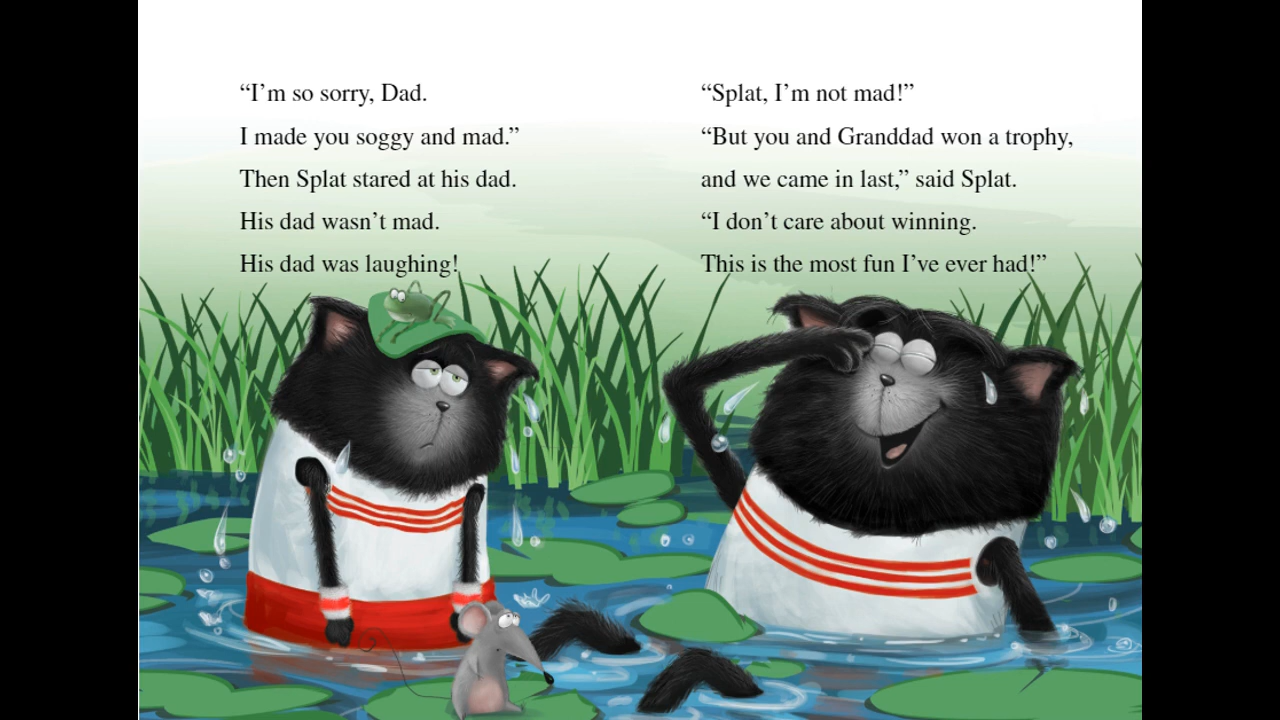 “I’m so sorry, Dad.
I made you soggy and mad.”
Then Splat stared at his dad.
His dad wasn’t mad.
His dad was laughing!
“Splat, I’m not mad!”
“But you and Granddad won a trophy,
and we came in last,” said Splat.
“I don’t care about winning.
This is the most fun I’ve ever had!”